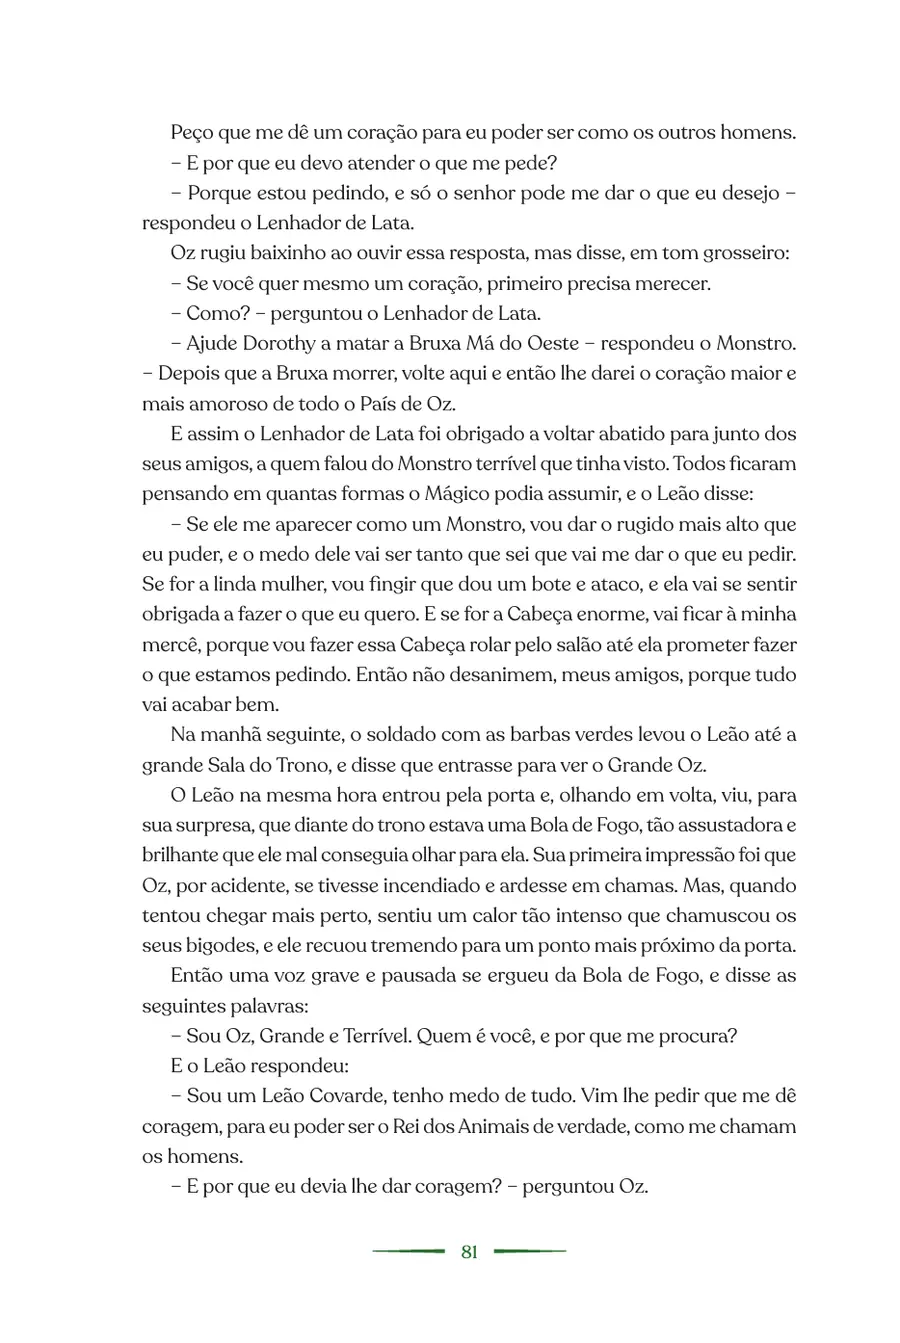 Peço que me dê um coração para eu poder ser como os outros homens.
– E por que eu devo atender o que me pede?
– Porque estou pedindo, e só o senhor pode me dar o que eu desejo –
respondeu o Lenhador de Lata.
Oz rugiu baixinho ao ouvir essa resposta, mas disse, em tom grosseiro:
– Se você quer mesmo um coração, primeiro precisa merecer.
– Como? – perguntou o Lenhador de Lata.
– Ajude Dorothy a matar a Bruxa Má do Oeste – respondeu o Monstro.
– Depois que a Bruxa morrer, volte aqui e então lhe darei o coração maior e
mais amoroso de todo o País de Oz.
E assim o Lenhador de Lata foi obrigado a voltar abatido para junto dos
seus amigos, a quem falou do Monstro terrível que tinha visto. Todos ficaram
pensando em quantas formas o Mágico podia assumir, e o Leão disse:
– Se ele me aparecer como um Monstro, vou dar o rugido mais alto que
eu puder, e o medo dele vai ser tanto que sei que vai me dar o que eu pedir.
Se for a linda mulher, vou fingir que dou um bote e ataco, e ela vai se sentir
obrigada a fazer o que eu quero. E se for a Cabeça enorme, vai ficar à minha
mercê, porque vou fazer essa Cabeça rolar pelo salão até ela prometer fazer
o que estamos pedindo. Então não desanimem, meus amigos, porque tudo
vai acabar bem.
Na manhã seguinte, o soldado com as barbas verdes levou o Leão até a
grande Sala do Trono, e disse que entrasse para ver o Grande Oz.
O Leão na mesma hora entrou pela porta e, olhando em volta, viu, para
sua surpresa, que diante do trono estava uma Bola de Fogo, tão assustadora e
brilhante que ele mal conseguia olhar para ela. Sua primeira impressão foi que
Oz, por acidente, se tivesse incendiado e ardesse em chamas. Mas, quando
tentou chegar mais perto, sentiu um calor tão intenso que chamuscou os
seus bigodes, e ele recuou tremendo para um ponto mais próximo da porta.
Então uma voz grave e pausada se ergueu da Bola de Fogo, e disse as
seguintes palavras:
– Sou Oz, Grande e Terrível. Quem é você, e por que me procura?
E o Leão respondeu:
– Sou um Leão Covarde, tenho medo de tudo. Vim lhe pedir que me dê
coragem, para eu poder ser o Rei dos Animais de verdade, como me chamam
os homens.
– E por que eu devia lhe dar coragem? – perguntou Oz.
81